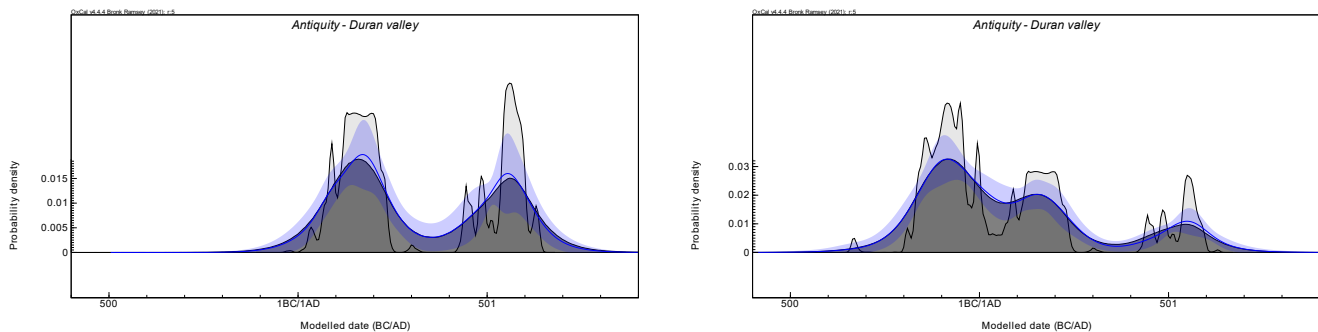 OxCal v4.4.4 Bronk Ramsey (2021); r:5
Antiquity - Duran valley
Probability density
0.015
0.01
0.005
0
500
1BC/1AD
501
Modelled date (BC/AD)
OxCal v4.4.4 Bronk Ramsey (2021); r:5
Antiquity - Duran valley
Probability density
0.03
0.02
0.01
0
500
1BC/1AD
501
Modelled date (BC/AD)